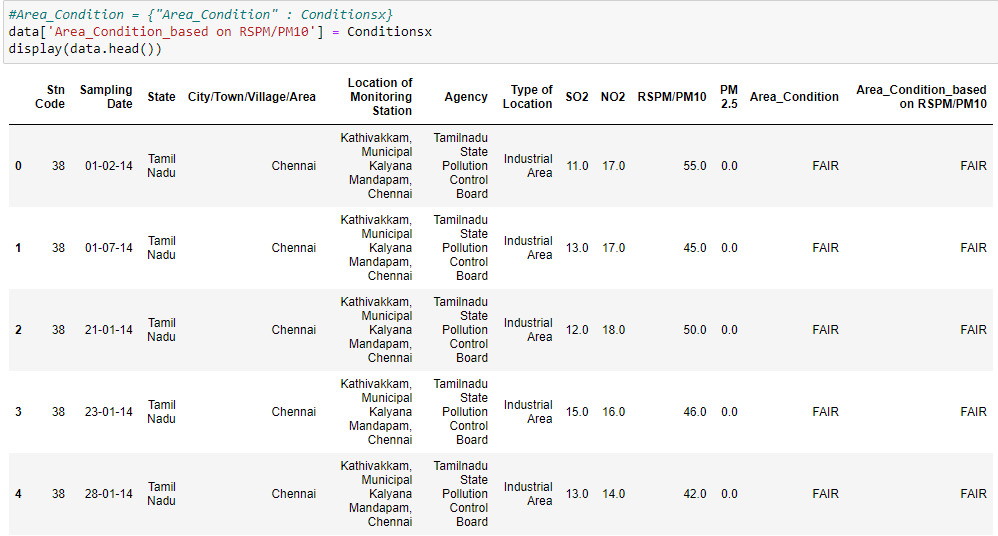 #Area_Condition = {"Area_Condition" : Conditionsx}
data['Area_Condition_based on RSPM/PM10'] = Conditionsx
display(data.head())
Stn Code Sampling Date State City/Town/Village/Area Location of Monitoring Station Agency Type of Location SO2 NO2 RSPM/PM10 PM 2.5 Area_Condition Area_Condition_based on RSPM/PM10
0 38 01-02-14 Tamil Nadu Chennai Kathivakkam, Municipal Kalyana Mandapam, Chennai Tamilnadu State Pollution Control Board Industrial Area 11.0 17.0 55.0 0.0 FAIR FAIR
1 38 01-07-14 Tamil Nadu Chennai Kathivakkam, Municipal Kalyana Mandapam, Chennai Tamilnadu State Pollution Control Board Industrial Area 13.0 17.0 45.0 0.0 FAIR FAIR
2 38 21-01-14 Tamil Nadu Chennai Kathivakkam, Municipal Kalyana Mandapam, Chennai Tamilnadu State Pollution Control Board Industrial Area 12.0 18.0 50.0 0.0 FAIR FAIR
3 38 23-01-14 Tamil Nadu Chennai Kathivakkam, Municipal Kalyana Mandapam, Chennai Tamilnadu State Pollution Control Board Industrial Area 15.0 16.0 46.0 0.0 FAIR FAIR
4 38 28-01-14 Tamil Nadu Chennai Kathivakkam, Municipal Kalyana Mandapam, Chennai Tamilnadu State Pollution Control Board Industrial Area 13.0 14.0 42.0 0.0 FAIR FAIR